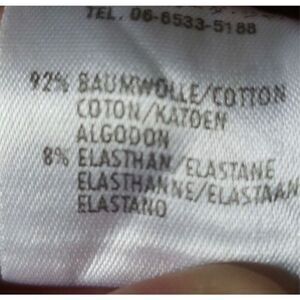 TEL. 06-6533-5188
92% BAUMWOLLE/COTTON
COTON/KATOEN
ALGODON
8% ELASTHAN/ELASTANE
ELASTHANNE/ELASTAAN
ELASTANO